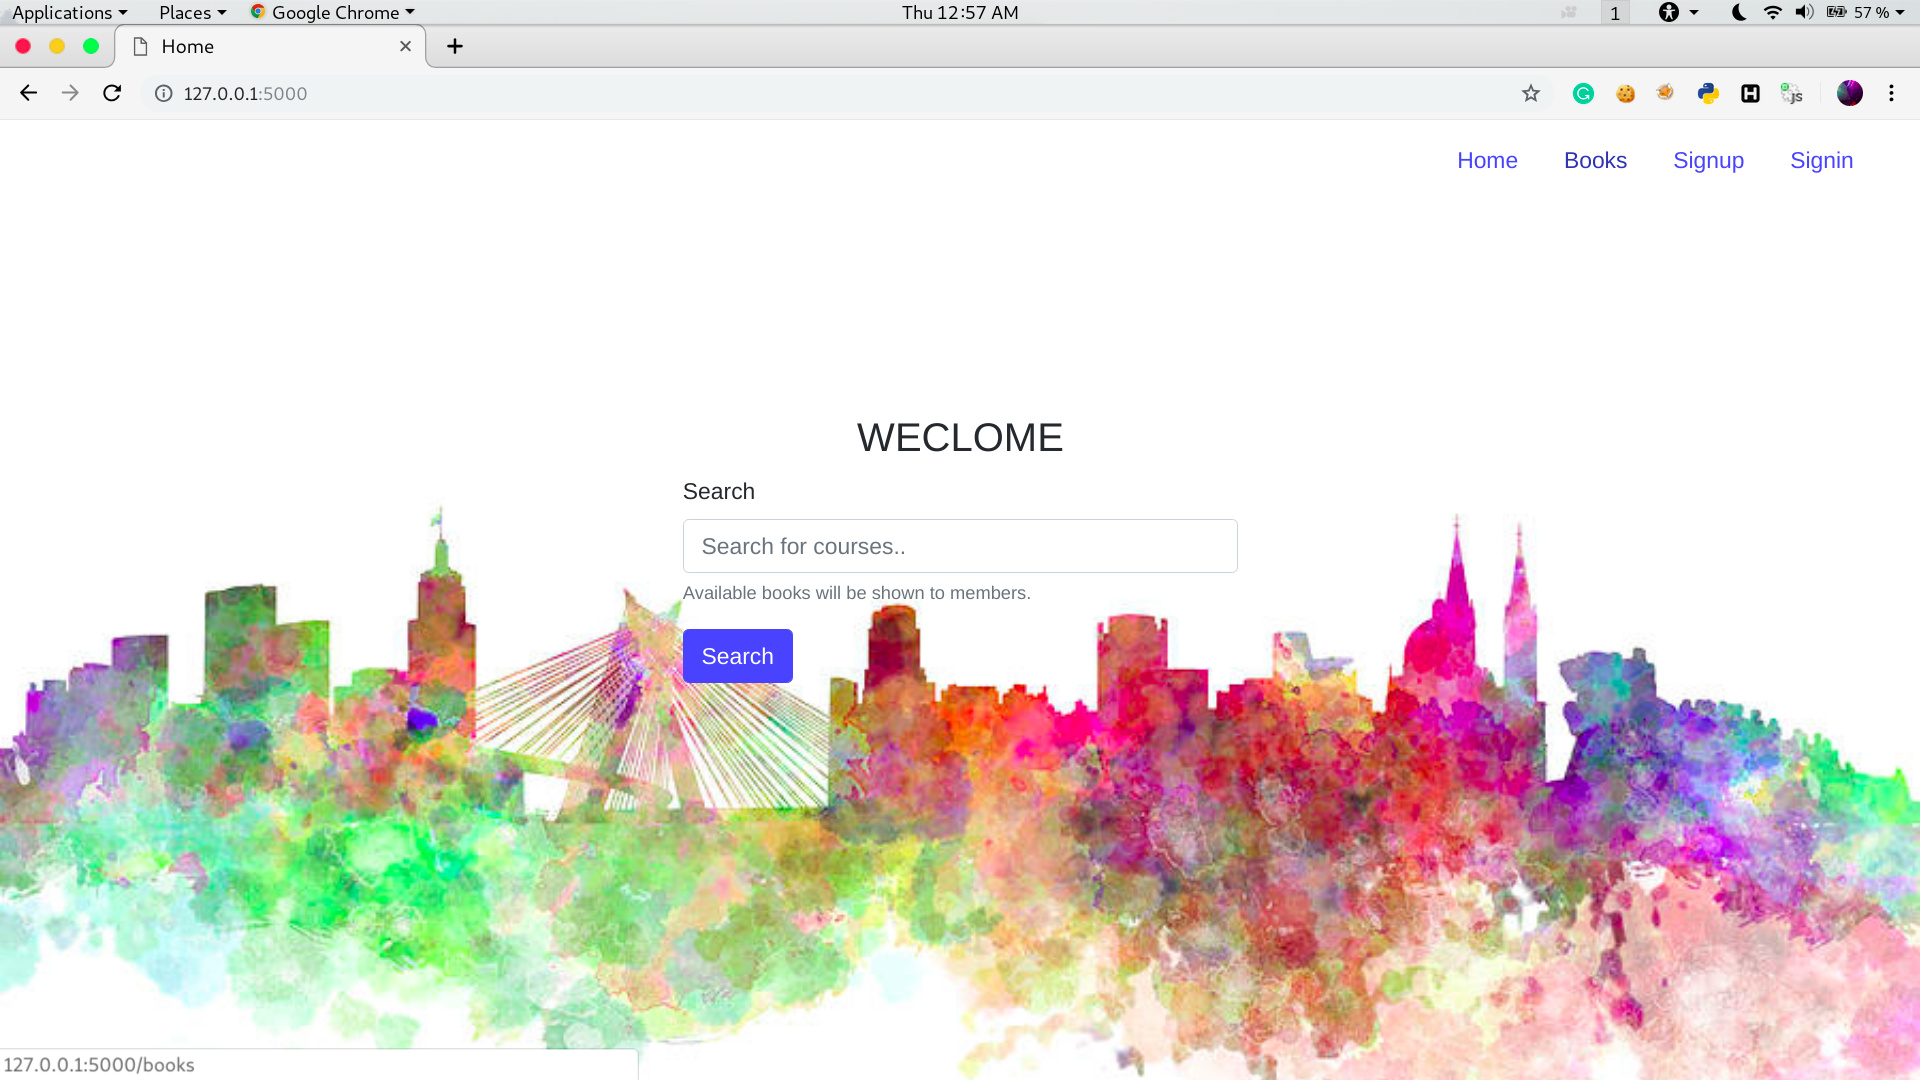 Applications Places Google Chrome Thu 12:57 AM 1 57 %
Home
127.0.0.1:5000
Home Books Signup Signin
WECLOME
Search
Search for courses..
Available books will be shown to members.
Search
127.0.0.1:5000/books